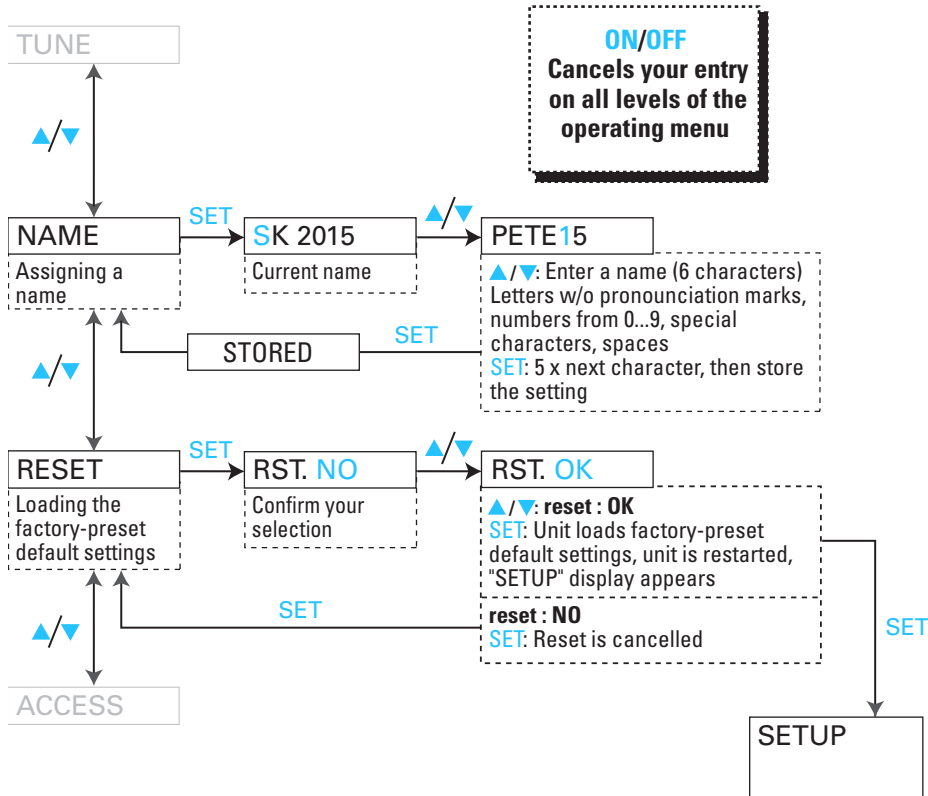 TUNE
ON/OFF
Cancels your entry
on all levels of the
operating menu
▲/▼
NAME
SET
SK 2015
▲/▼
PETE15
Assigning a
name
Current name
▲/▼: Enter a name (6 characters)
Letters w/o pronounciation marks,
numbers from 0...9, special
characters, spaces
SET: 5 x next character, then store
the setting
STORED
SET
▲/▼
RESET
SET
RST. NO
▲/▼
RST. OK
Loading the
factory-preset
default settings
Confirm your
selection
▲/▼: reset : OK
SET: Unit loads factory-preset
default settings, unit is restarted,
"SETUP" display appears
reset : NO
SET: Reset is cancelled
SET
SET
▲/▼
ACCESS
SETUP